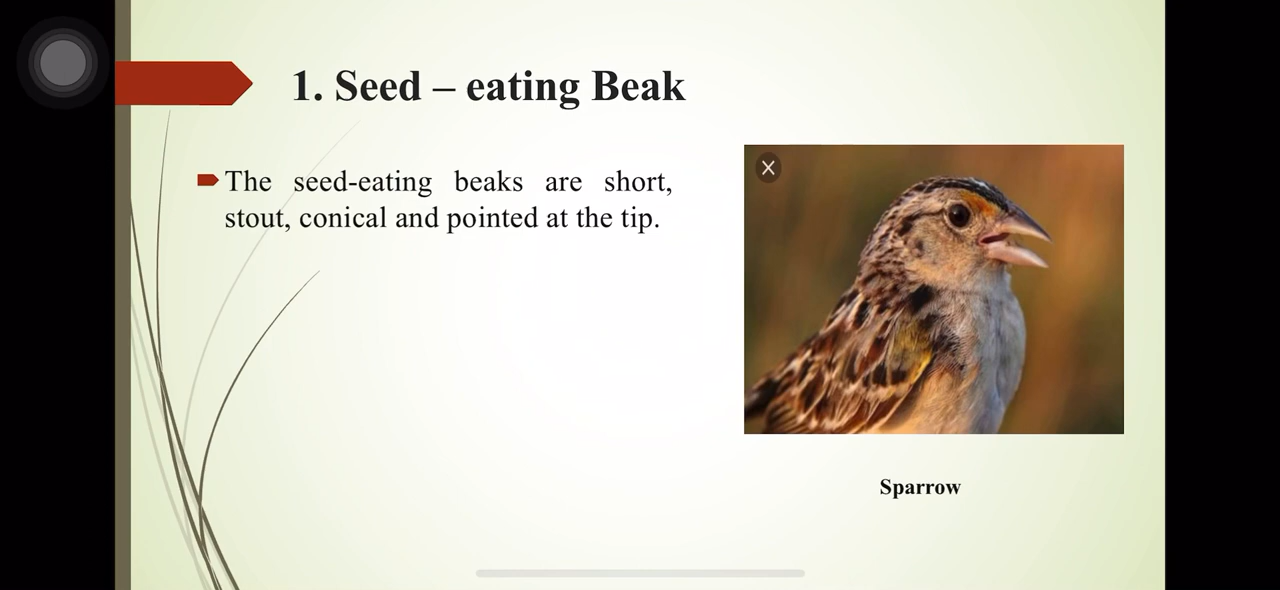 1. Seed – eating Beak
The seed-eating beaks are short,
stout, conical and pointed at the tip.
Sparrow